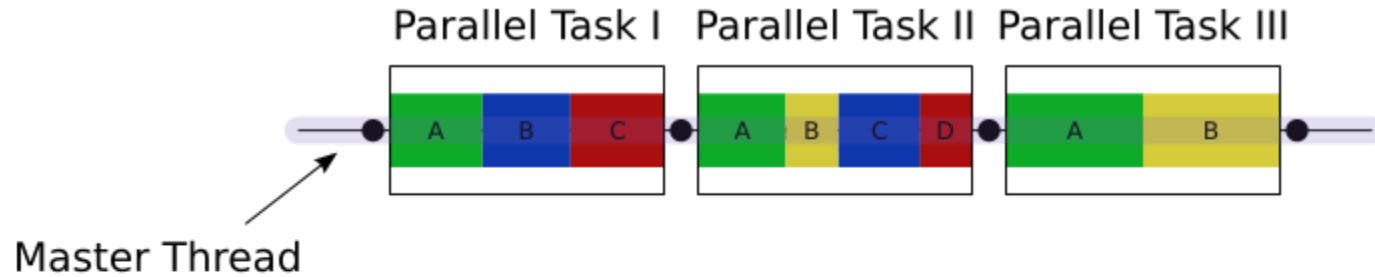 Parallel Task I
Parallel Task II
Parallel Task III
A B C
A B C D
A B
Master Thread